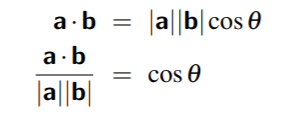 a · b = |a||b| cos θ
a · b / |a||b| = cos θ